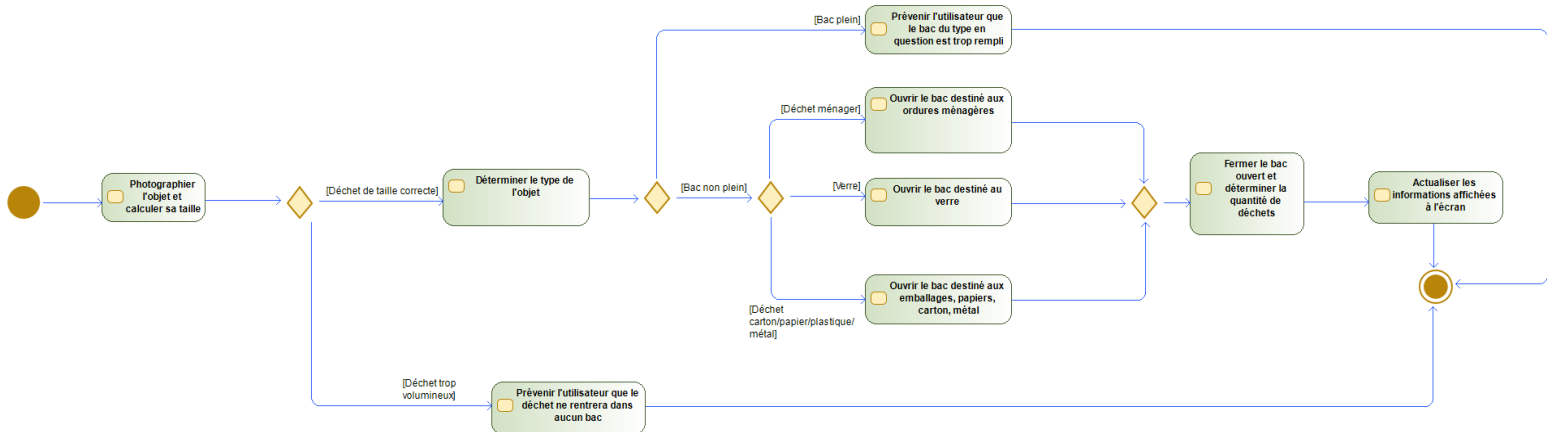 Photographier
l'objet et
calculer sa taille
[Déchet de taille correcte]
Déterminer le type de
l'objet
[Bac plein]
Prévenir l'utilisateur que
le bac du type en
question est trop rempli
[Bac non plein]
[Déchet ménager]
Ouvrir le bac destiné aux
ordures ménagères
[Verre]
Ouvrir le bac destiné au
verre
[Déchet
carton/papier/plastique/
métal]
Ouvrir le bac destiné aux
emballages, papiers,
carton, métal
Fermer le bac
ouvert et
déterminer la
quantité de
déchets
Actualiser les
informations affichées
à l'écran
[Déchet trop
volumineux]
Prévenir l'utilisateur que le
déchet ne rentrera dans
aucun bac